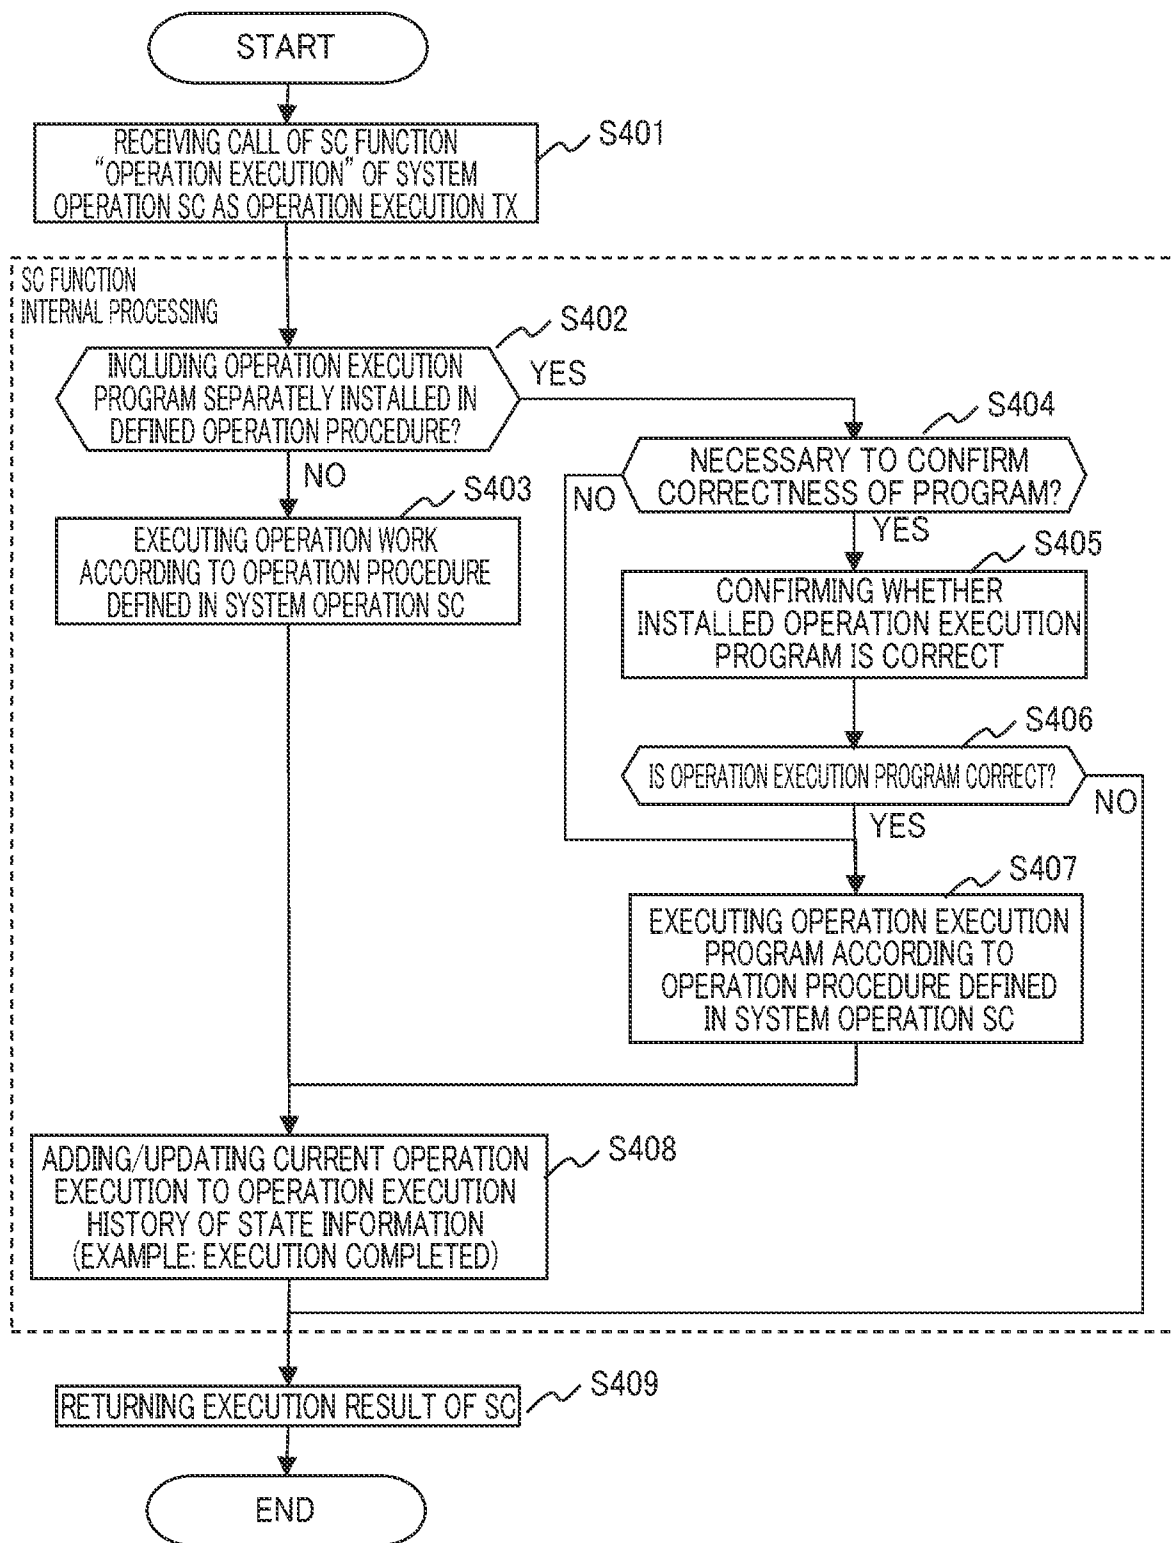 START
S401
RECEIVING CALL OF SC FUNCTION
“OPERATION EXECUTION” OF SYSTEM
OPERATION SC AS OPERATION EXECUTION TX
SC FUNCTION
INTERNAL PROCESSING
S402
INCLUDING OPERATION EXECUTION
PROGRAM SEPARATELY INSTALLED IN
DEFINED OPERATION PROCEDURE?
YES
NO
S403
EXECUTING OPERATION WORK
ACCORDING TO OPERATION PROCEDURE
DEFINED IN SYSTEM OPERATION SC
S404
NECESSARY TO CONFIRM
CORRECTNESS OF PROGRAM?
NO
YES
S405
CONFIRMING WHETHER
INSTALLED OPERATION EXECUTION
PROGRAM IS CORRECT
S406
IS OPERATION EXECUTION PROGRAM CORRECT?
NO
YES
S407
EXECUTING OPERATION EXECUTION
PROGRAM ACCORDING TO
OPERATION PROCEDURE DEFINED
IN SYSTEM OPERATION SC
S408
ADDING/UPDATING CURRENT OPERATION
EXECUTION TO OPERATION EXECUTION
HISTORY OF STATE INFORMATION
(EXAMPLE: EXECUTION COMPLETED)
S409
RETURNING EXECUTION RESULT OF SC
END